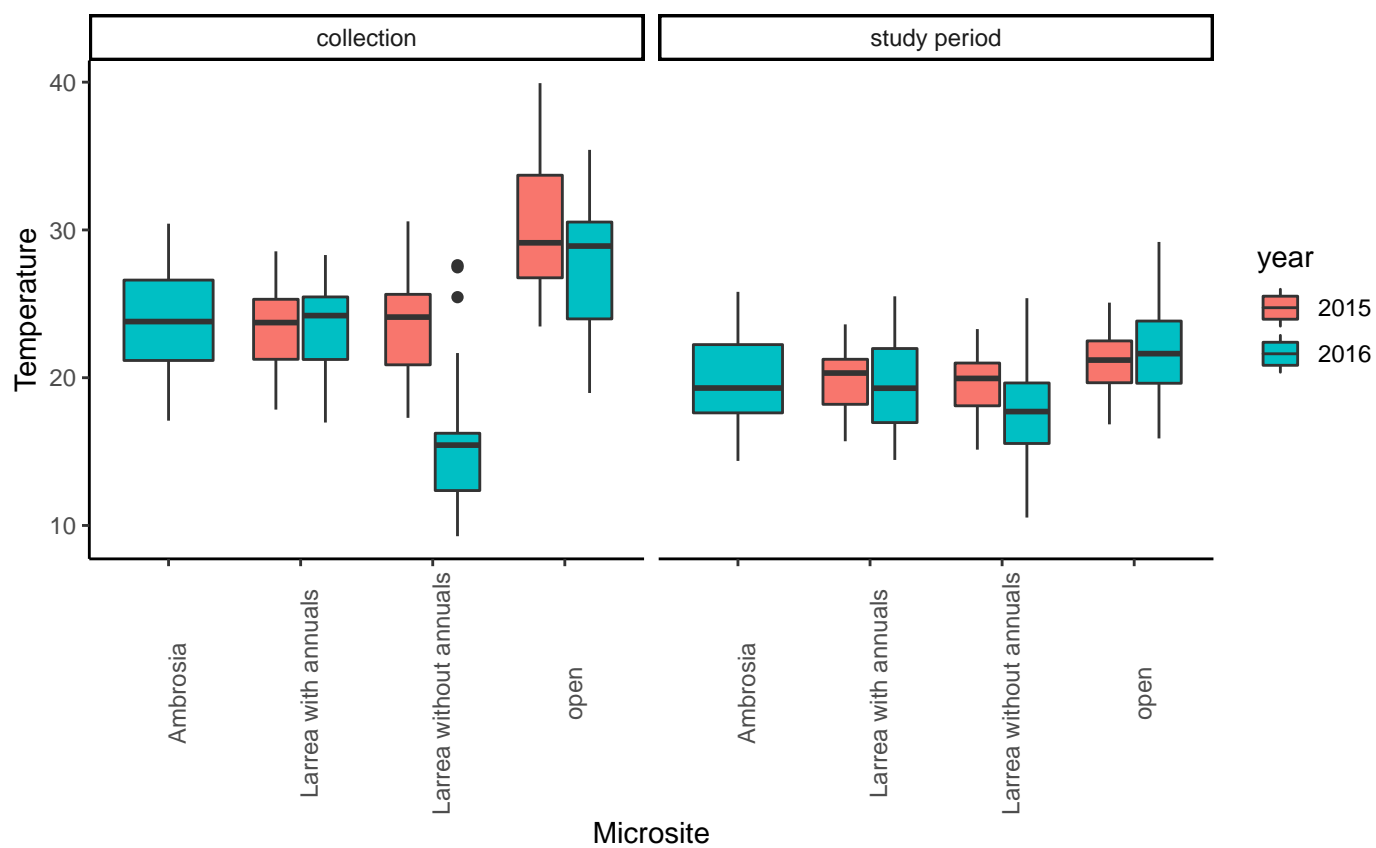 collection
study period
Temperature
40
30
20
10
Ambrosia
Larrea with annuals
Larrea without annuals
open
Ambrosia
Larrea with annuals
Larrea without annuals
open
Microsite
year
2015
2016